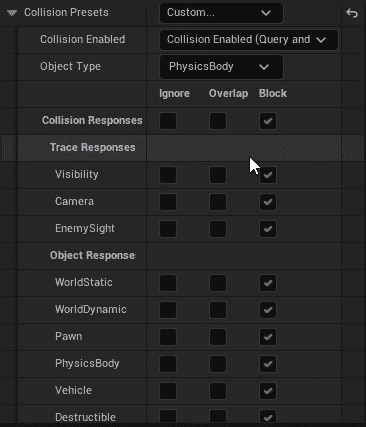 Collision Presets Custom...
Collision Enabled Collision Enabled (Query and
Object Type PhysicsBody
Ignore Overlap Block
Collision Responses
Trace Responses
Visibility
Camera
EnemySight
Object Response
WorldStatic
WorldDynamic
Pawn
PhysicsBody
Vehicle
Destructible